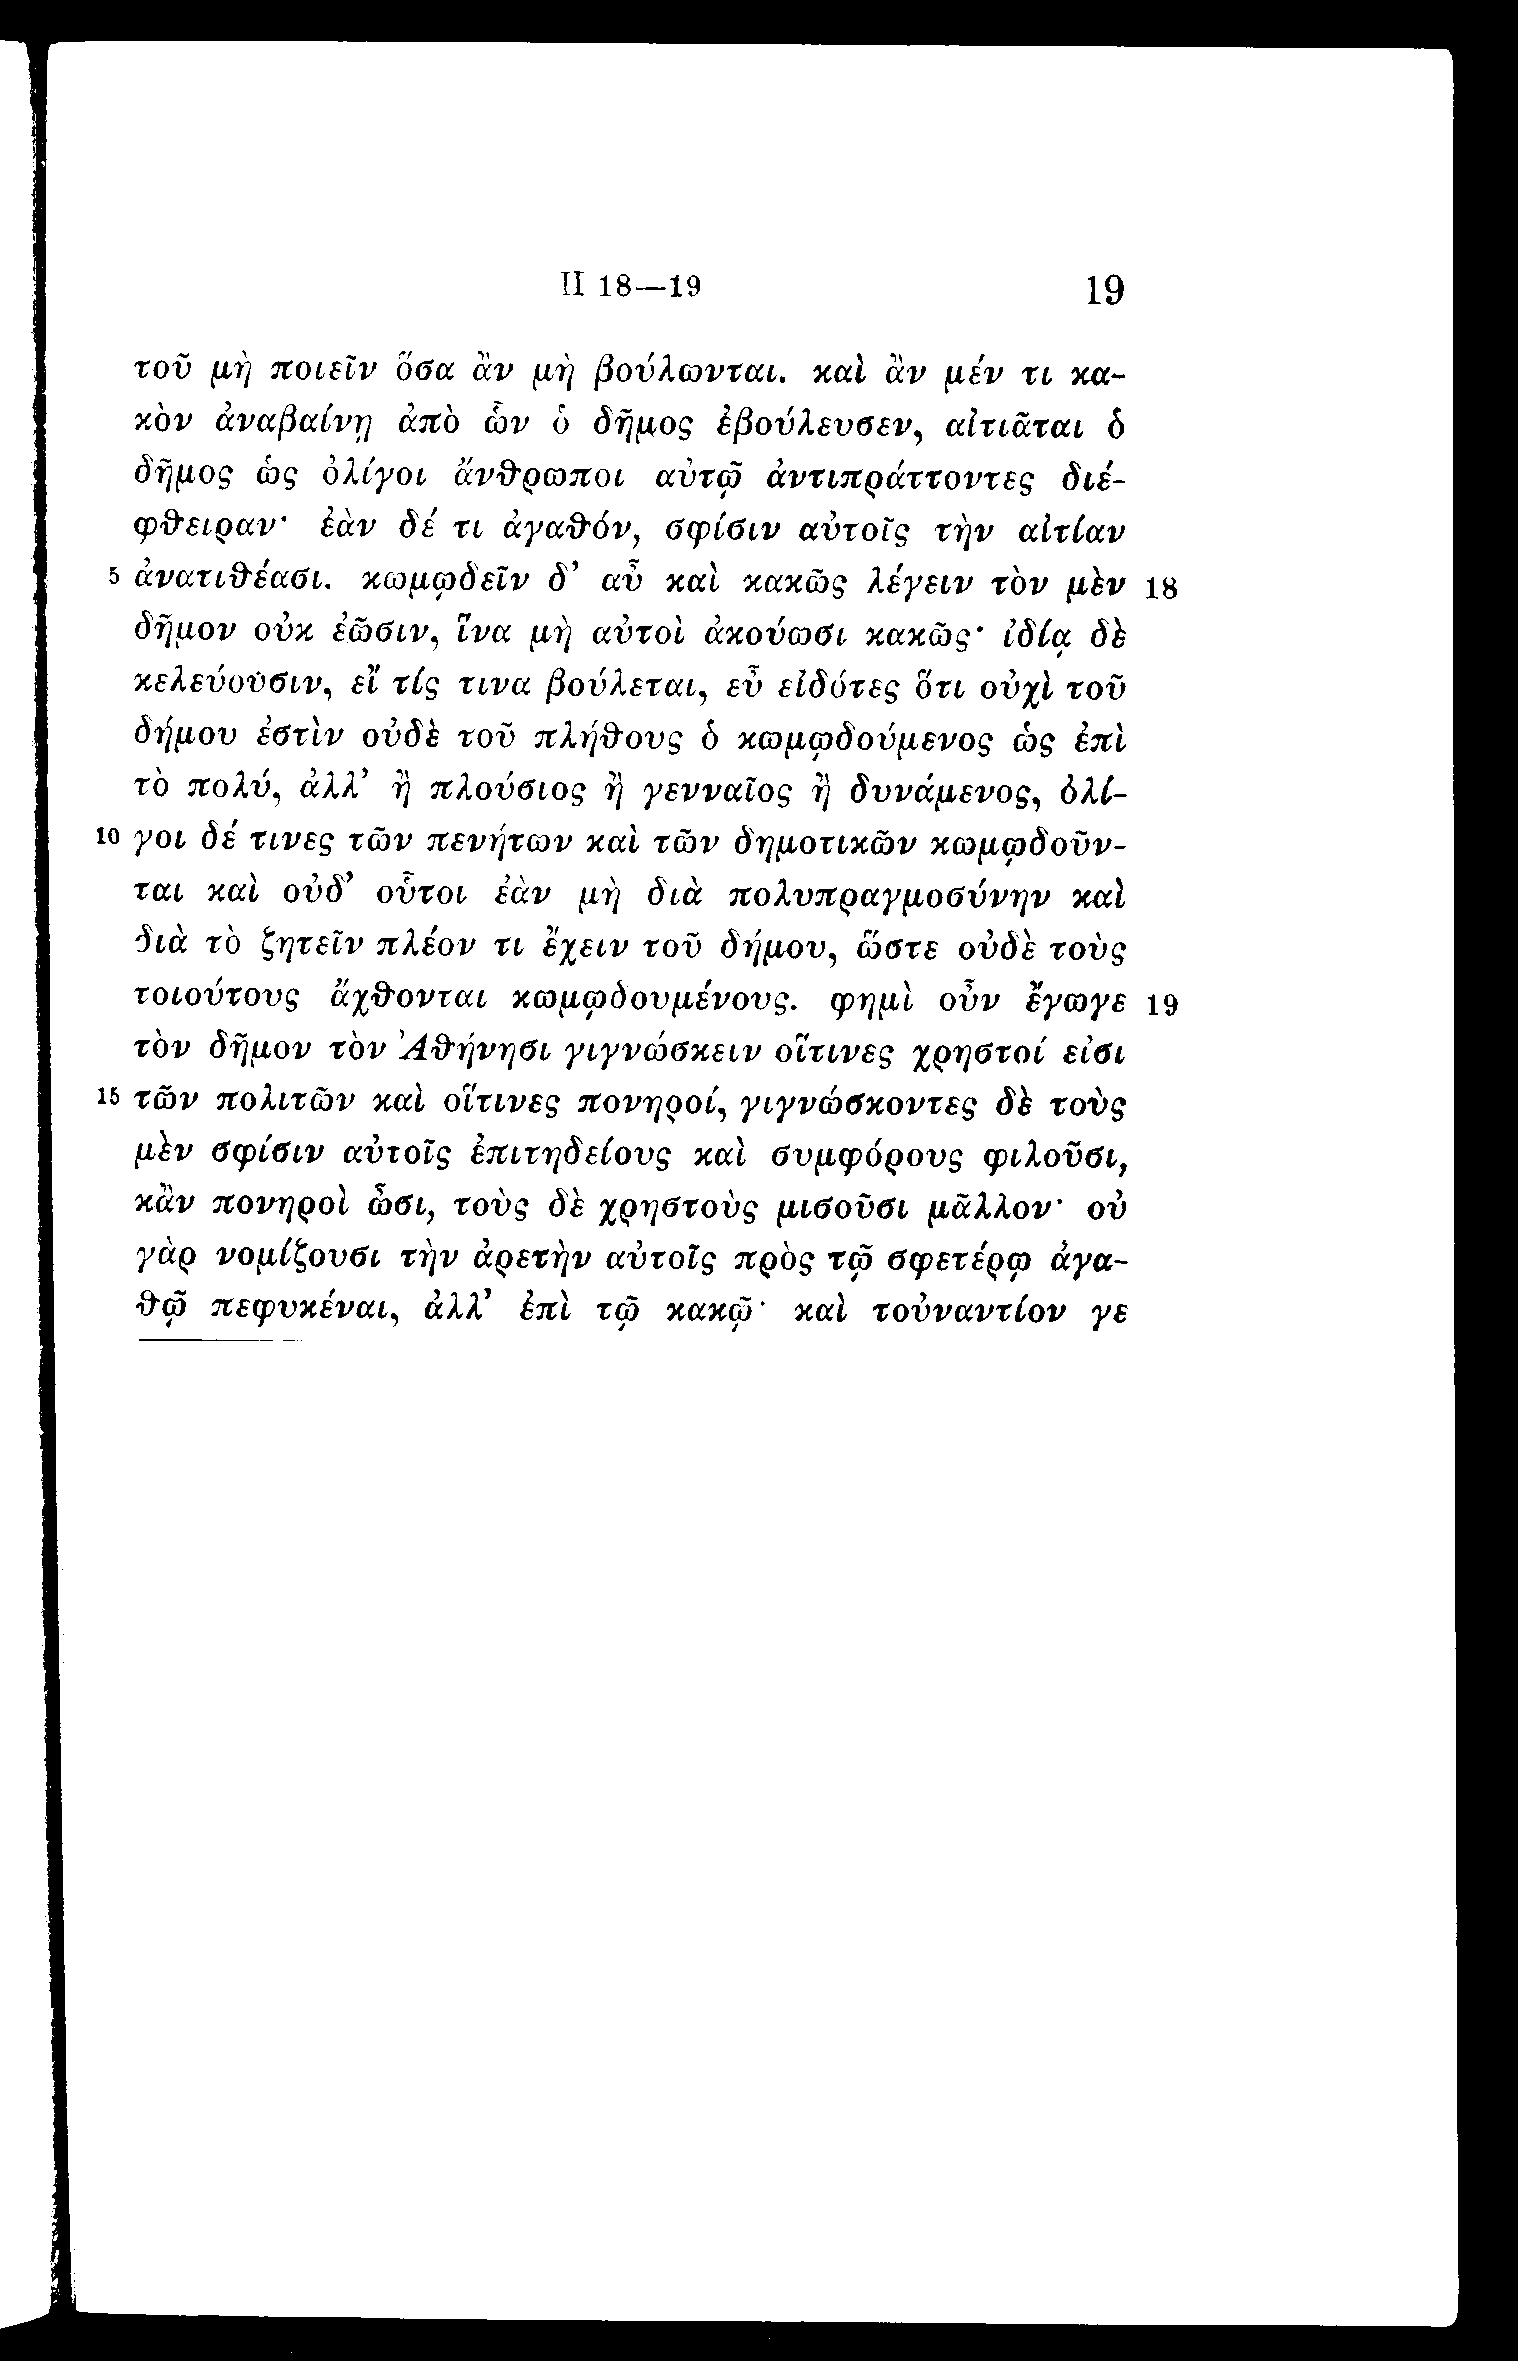 II 18—19 19
τοῦ μὴ ποιεῖν ὅσα ἂν μὴ βούλωνται. καὶ ἂν μέν τι κα-
κὸν ἀναβαίνῃ ἀπὸ ὧν ὁ δῆμος ἐβούλευσεν, αἰτιᾶται ὁ
δῆμος ὡς ὀλίγοι ἄνθρωποι αὐτῷ ἀντιπράττοντες διέ-
φθειραν· ἐὰν δέ τι ἀγαθόν, σφίσιν αὐτοῖς τὴν αἰτίαν
5 ἀνατιθέασι. κωμῳδεῖν δ’ αὖ καὶ κακῶς λέγειν τὸν μὲν 18
δῆμον οὐκ ἐῶσιν, ἵνα μὴ αὐτοὶ ἀκούωσι κακῶς· ἰδίᾳ δὲ
κελεύουσιν, εἴ τίς τινα βούλεται, εὖ εἰδότες ὅτι οὐχὶ τοῦ
δήμου ἐστὶν οὐδὲ τοῦ πλήθους ὁ κωμῳδούμενος ὡς ἐπὶ
τὸ πολύ, ἀλλ’ ἢ πλούσιος ἢ γενναῖος ἢ δυνάμενος, ὀλί-
10 γοι δέ τινες τῶν πενήτων καὶ τῶν δημοτικῶν κωμῳδοῦν-
ται καὶ οὐδ’ οὗτοι ἐὰν μὴ διὰ πολυπραγμοσύνην καὶ
διὰ τὸ ζητεῖν πλέον τι ἔχειν τοῦ δήμου, ὥστε οὐδὲ τοὺς
τοιούτους ἄχθονται κωμῳδουμένους. φημὶ οὖν ἔγωγε 19
τὸν δῆμον τὸν Ἀθήνησι γιγνώσκειν οἵτινες χρηστοί εἰσι
15 τῶν πολιτῶν καὶ οἵτινες πονηροί, γιγνώσκοντες δὲ τοὺς
μὲν σφίσιν αὐτοῖς ἐπιτηδείους καὶ συμφόρους φιλοῦσι,
κἂν πονηροὶ ὦσι, τοὺς δὲ χρηστοὺς μισοῦσι μᾶλλον· οὐ
γὰρ νομίζουσι τὴν ἀρετὴν αὐτοῖς πρὸς τῷ σφετέρῳ ἀγα-
θῷ πεφυκέναι, ἀλλ’ ἐπὶ τῷ κακῷ· καὶ τοὐναντίον γε